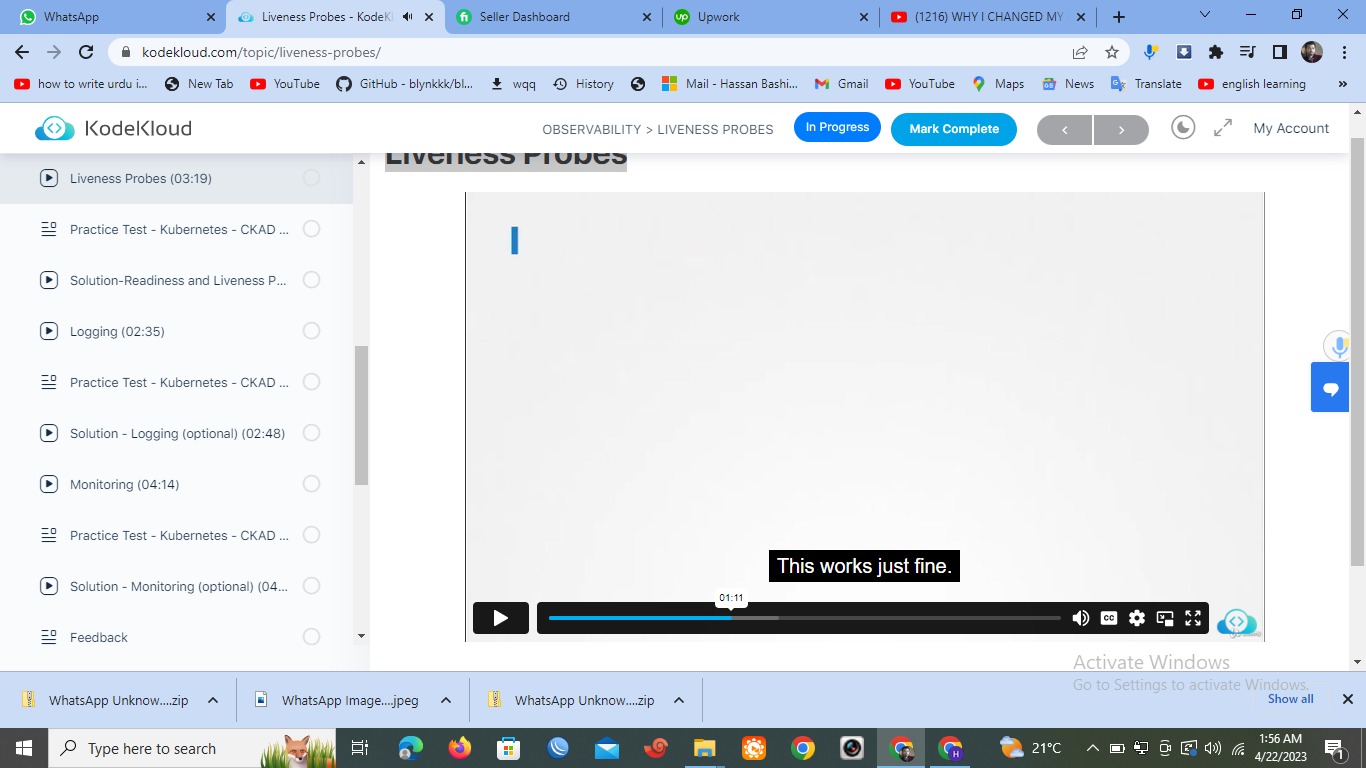 WhatsApp
Liveness Probes - KodeK
Seller Dashboard
Upwork
(1216) WHY I CHANGED MY
kodekloud.com/topic/liveness-probes/
how to write urdu i...
New Tab
YouTube
GitHub - blynkkk/bl...
wqq
History
Mail - Hassan Bashi...
Gmail
YouTube
Maps
News
Translate
english learning
»
KodeKloud
OBSERVABILITY > LIVENESS PROBES
In Progress
Mark Complete
My Account
Liveness Probes (03:19)
Practice Test - Kubernetes - CKAD ...
Solution-Readiness and Liveness P...
Logging (02:35)
Practice Test - Kubernetes - CKAD ...
Solution - Logging (optional) (02:48)
Monitoring (04:14)
Practice Test - Kubernetes - CKAD ...
Solution - Monitoring (optional) (04...
Feedback
Liveness Probes
This works just fine.
01:11
CC
Activate Windows
Go to Settings to activate Windows.
WhatsApp Unknow....zip
WhatsApp Image....jpeg
WhatsApp Unknow....zip
Show all
Type here to search
21°C
1:56 AM
4/22/2023
1